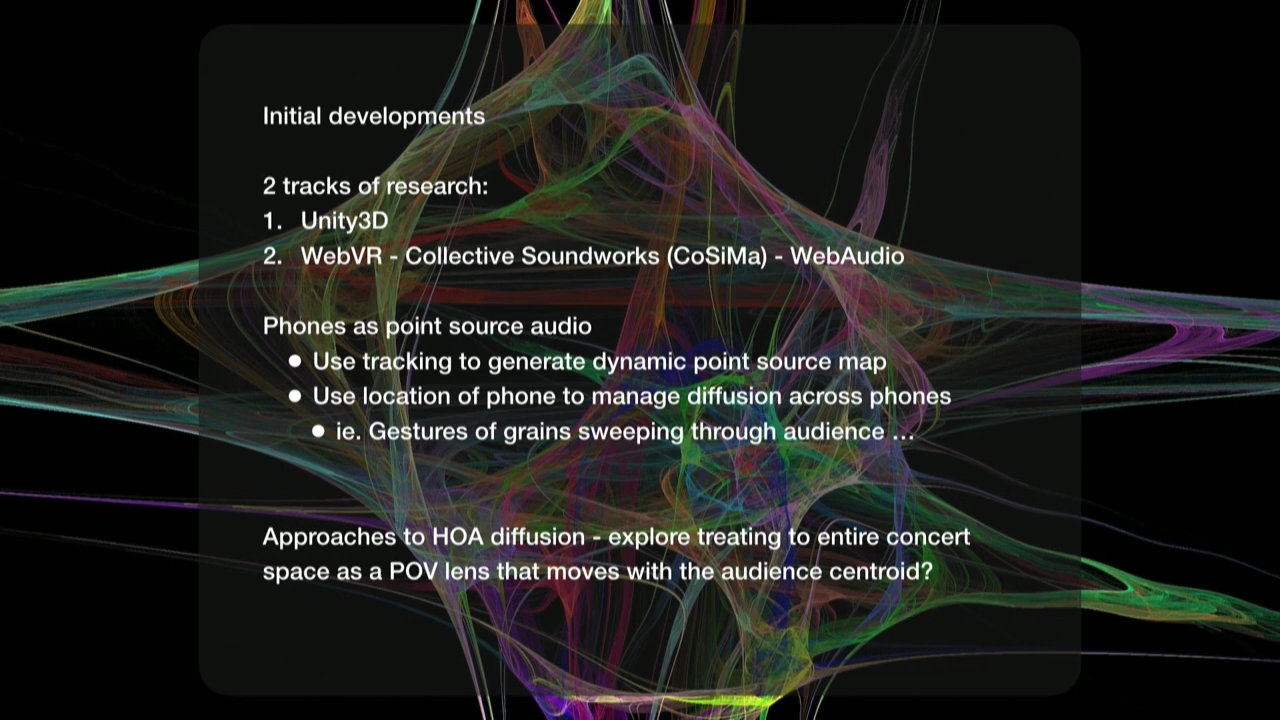 Initial developments
2 tracks of research:
1. Unity3D
2. WebVR - Collective Soundworks (CoSiMa) - WebAudio
Phones as point source audio
● Use tracking to generate dynamic point source map
● Use location of phone to manage diffusion across phones
● ie. Gestures of grains sweeping through audience …
Approaches to HOA diffusion - explore treating to entire concert
space as a POV lens that moves with the audience centroid?